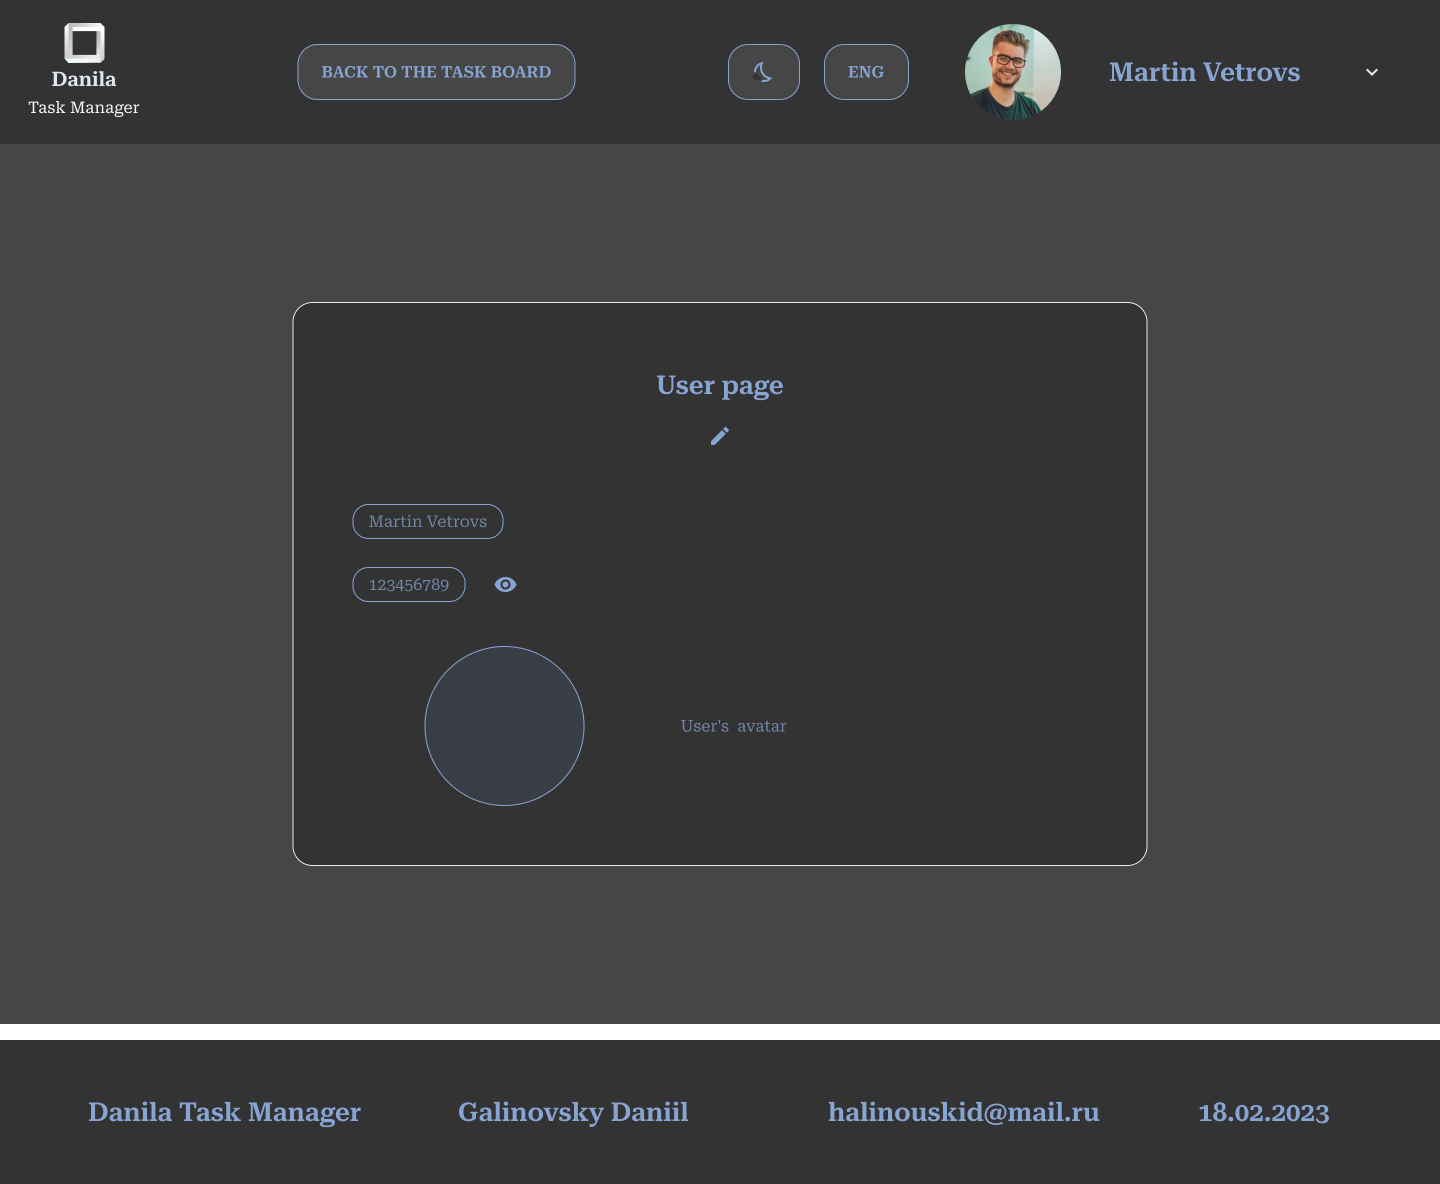 Danila
Task Manager
BACK TO THE TASK BOARD
ENG
Martin Vetrovs
User page
Martin Vetrovs
123456789
User's avatar
Danila Task Manager
Galinovsky Daniil
halinouskid@mail.ru
18.02.2023